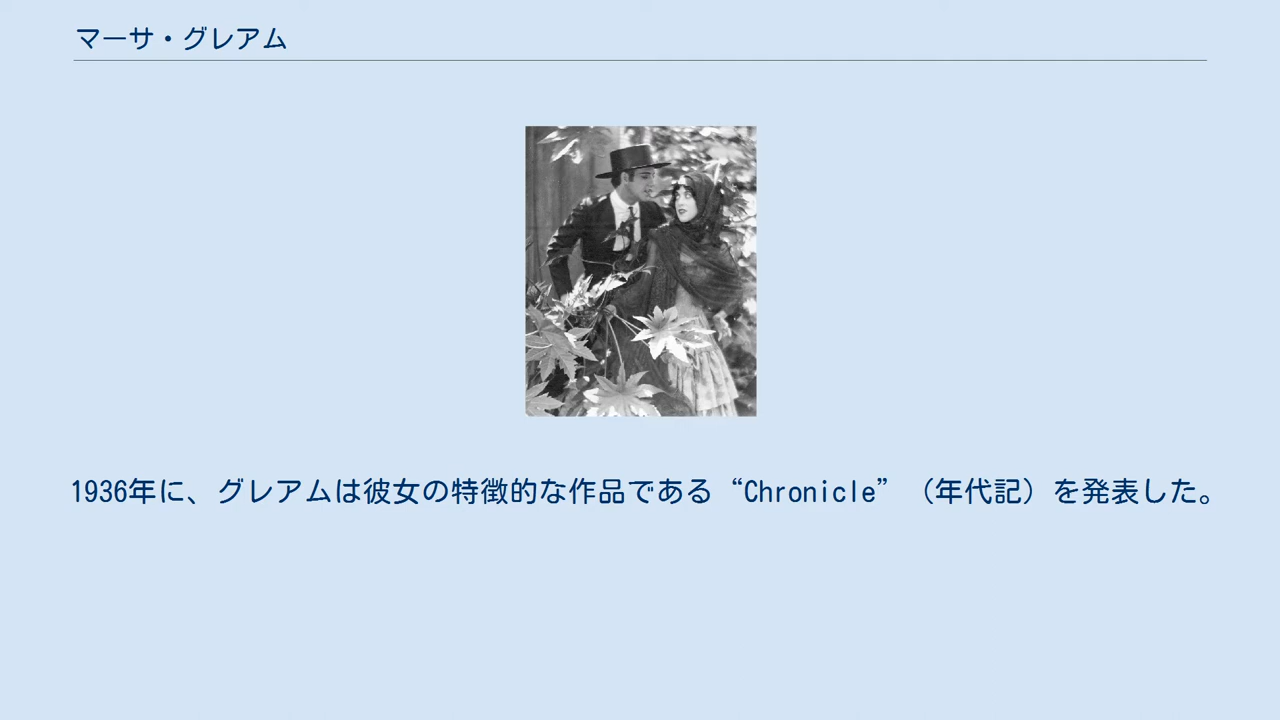 マーサ・グレアム
1936年に、グレアムは彼女の特徴的な作品である“Chronicle”（年代記）を発表した。